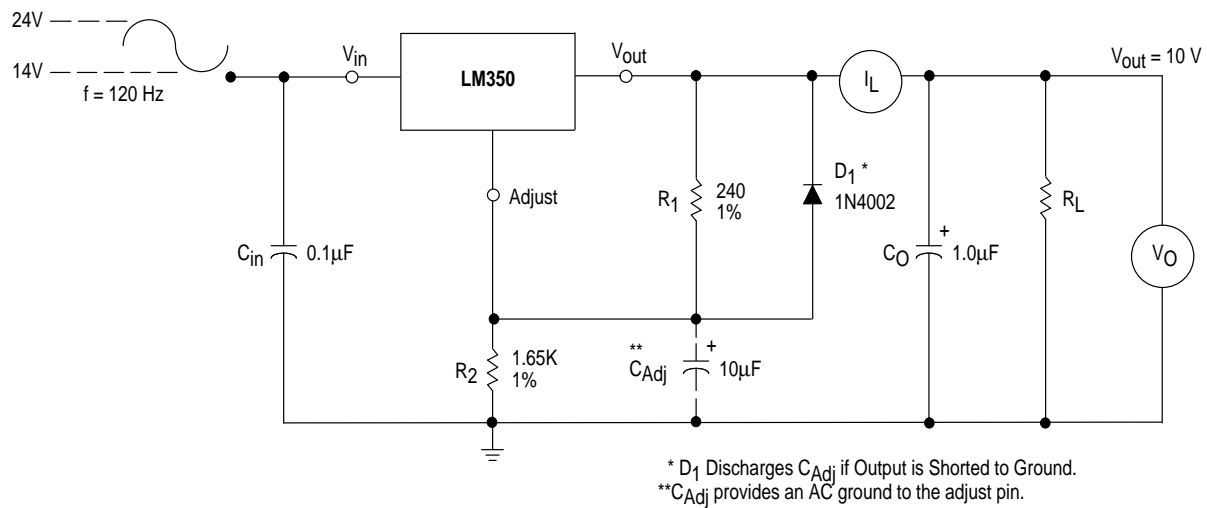 24V
14V
f = 120 Hz
Vin
LM350
Vout
IL
Vout = 10 V
Adjust
R1
240
1%
D1 *
1N4002
RL
Cin
0.1μF
CO
+
1.0μF
VO
R2
1.65K
1%
**
CAdj
+
10μF
* D1 Discharges CAdj if Output is Shorted to Ground.
**CAdj provides an AC ground to the adjust pin.